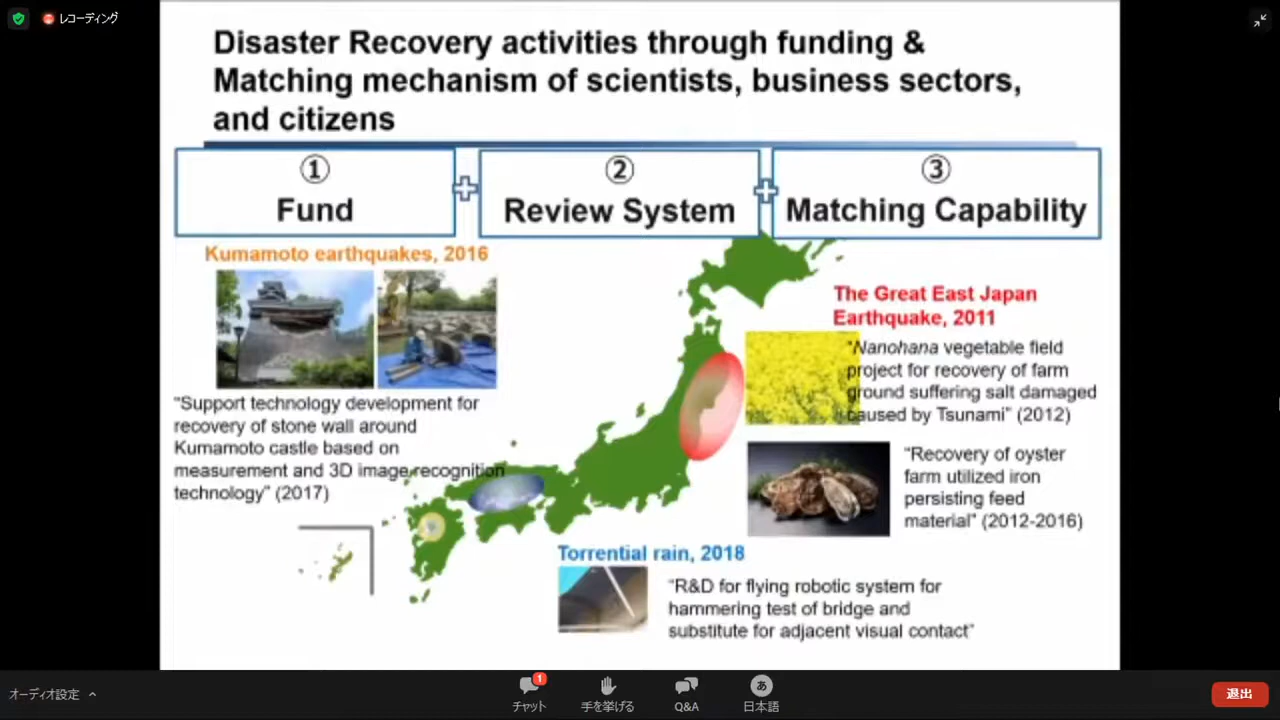 レコーディング
Disaster Recovery activities through funding &
Matching mechanism of scientists, business sectors,
and citizens
①
Fund
②
Review System
③
Matching Capability
Kumamoto earthquakes, 2016
"Support technology development for
recovery of stone wall around
Kumamoto castle based on
measurement and 3D image recognition
technology" (2017)
The Great East Japan
Earthquake, 2011
"Nanohana vegetable field
project for recovery of farm
ground suffering salt damaged
caused by Tsunami" (2012)
"Recovery of oyster
farm utilized iron
persisting feed
material" (2012-2016)
Torrential rain, 2018
"R&D for flying robotic system for
hammering test of bridge and
substitute for adjacent visual contact"
オーディオ設定
1
チャット
手を挙げる
Q&A
あ
日本語
退出